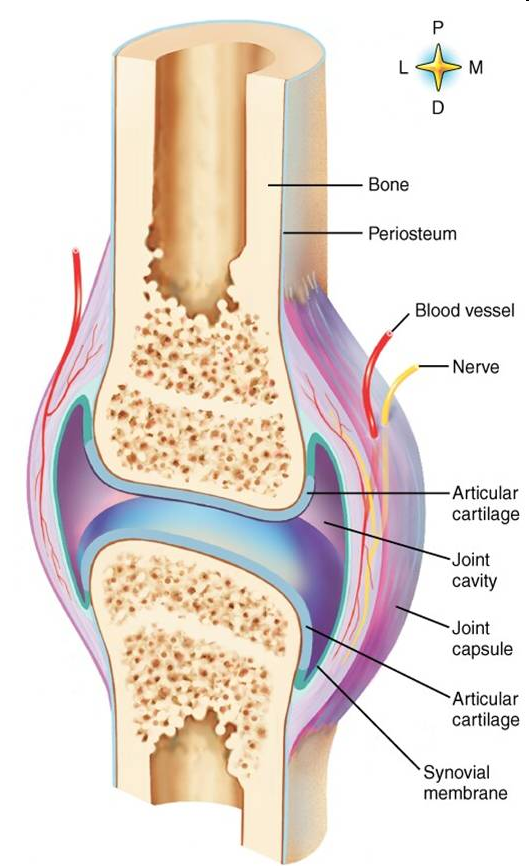 P
L M
D
Bone
Periosteum
Blood vessel
Nerve
Articular
cartilage
Joint
cavity
Joint
capsule
Articular
cartilage
Synovial
membrane